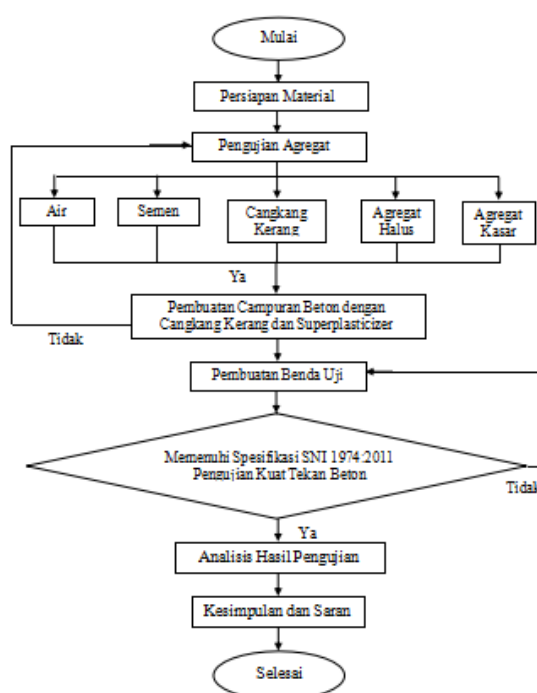 Mulai
Persiapan Material
Pengujian Agregat
Air
Semen
Cangkang
Kerang
Agregat
Halus
Agregat
Kasar
Ya
Pembuatan Campuran Beton dengan
Cangkang Kerang dan Superplasticizer
Tidak
Pembuatan Benda Uji
Memenuhi Spesifikasi SNI 1974:2011
Pengujian Kuat Tekan Beton
Tidak
Ya
Analisis Hasil Pengujian
Kesimpulan dan Saran
Selesai